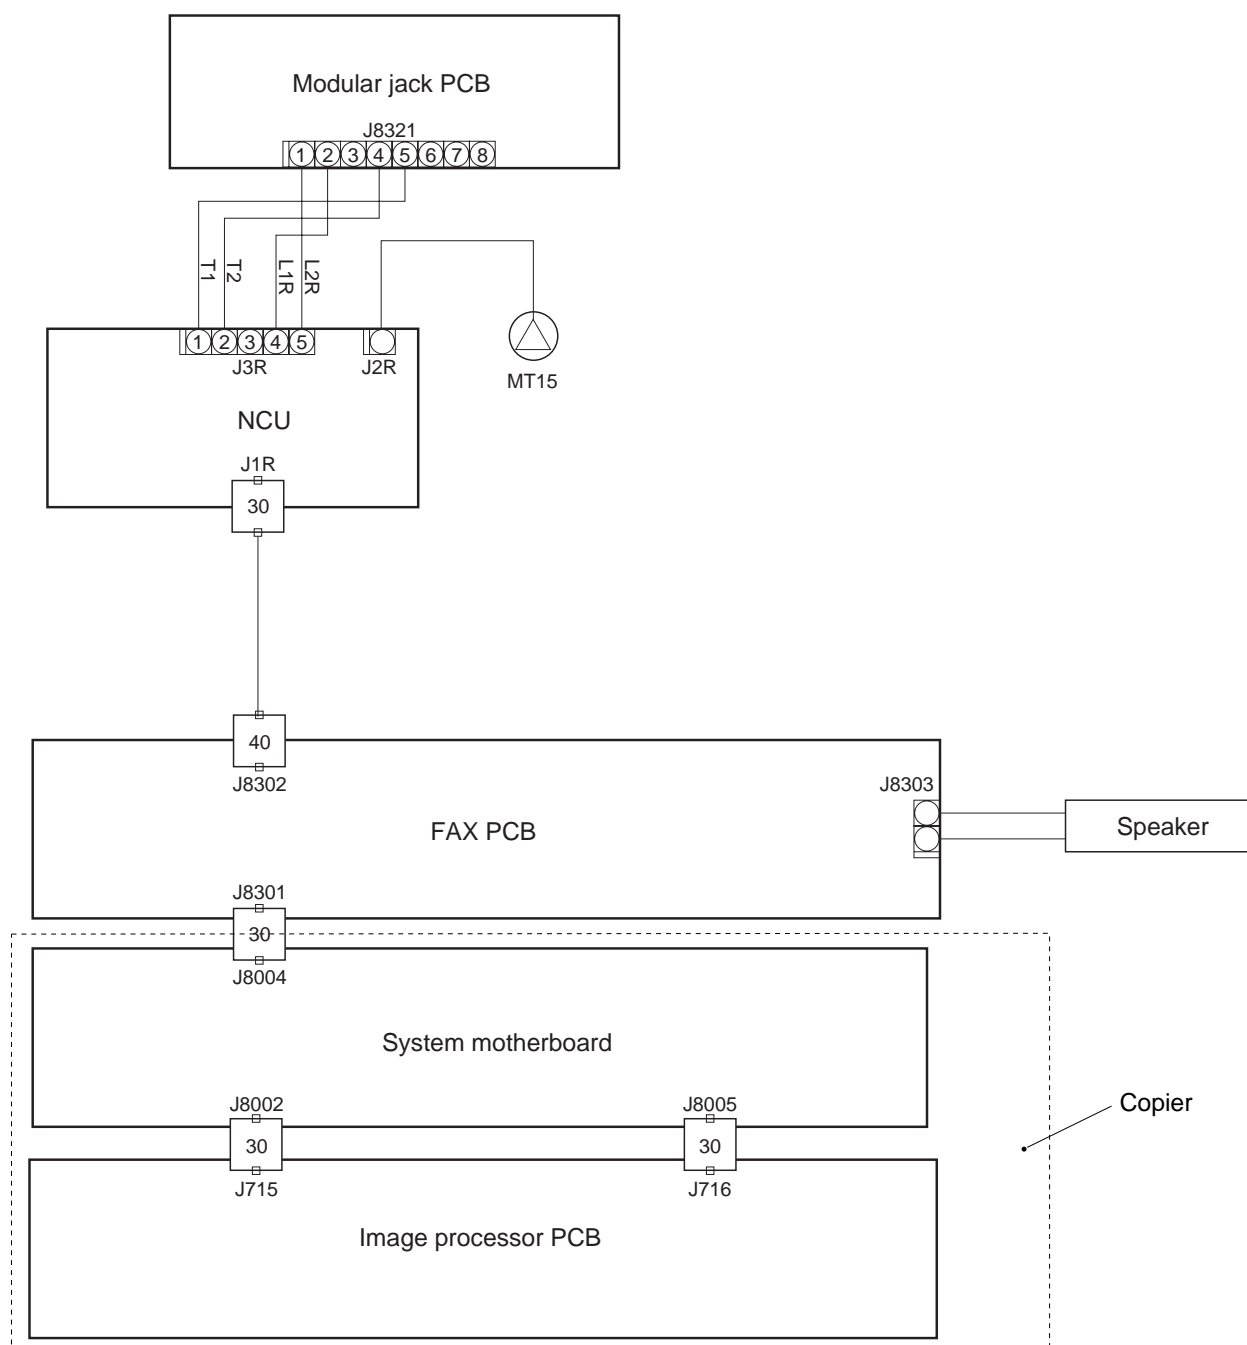 Modular jack PCB
J8321
1 2 3 4 5 6 7 8
T1 T2 L1R L2R
1 2 3 4 5
J3R J2R
MT15
NCU
J1R
30
40
J8302
J8303
FAX PCB
Speaker
J8301
30
J8004
System motherboard
J8002 J8005
Copier
30 30
J715 J716
Image processor PCB